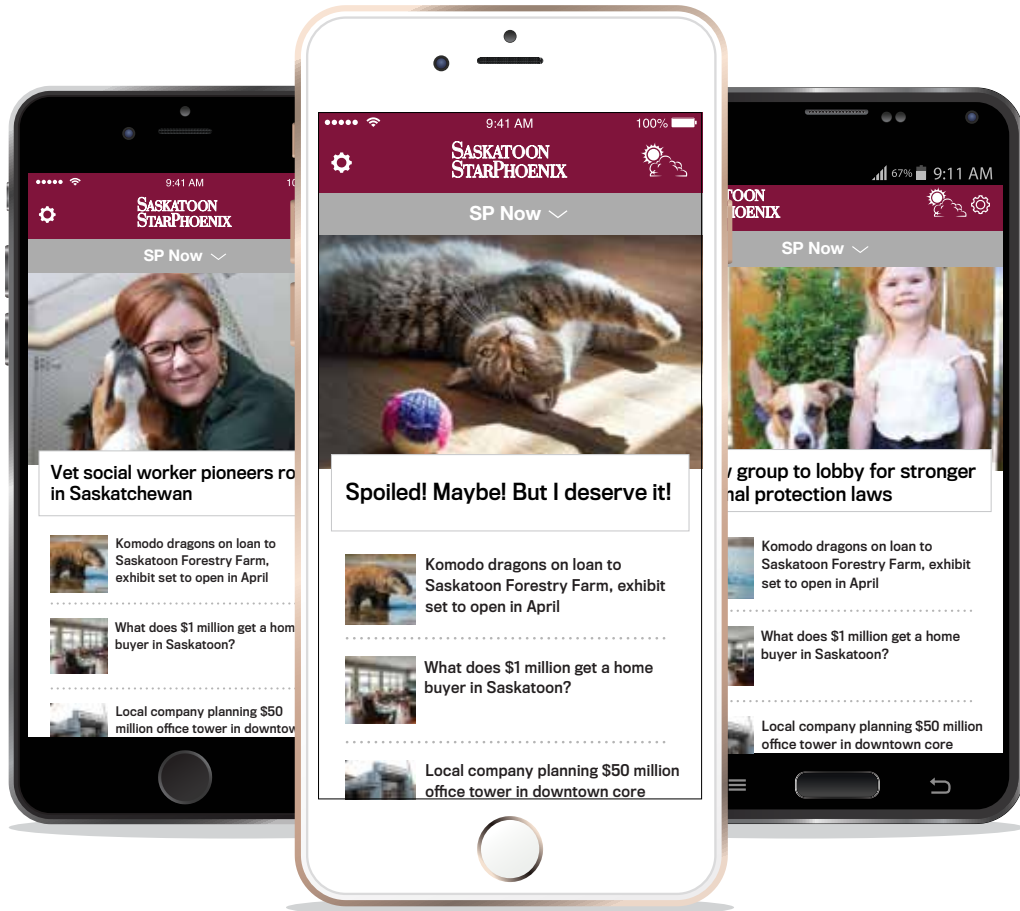 9:41 AM
10
SASKATOON
STARPHOENIX
SP Now
Vet social worker pioneers ro
in Saskatchewan
Komodo dragons on loan to
Saskatoon Forestry Farm,
exhibit set to open in April
What does $1 million get a hom
buyer in Saskatoon?
Local company planning $50
million office tower in downtow
9:41 AM
100%
SASKATOON
STARPHOENIX
SP Now
Spoiled! Maybe! But I deserve it!
Komodo dragons on loan to
Saskatoon Forestry Farm, exhibit
set to open in April
What does $1 million get a home
buyer in Saskatoon?
Local company planning $50 million
office tower in downtown core
67% 9:11 AM
TOON
HOENIX
SP Now
group to lobby for stronger
nal protection laws
Komodo dragons on loan to
Saskatoon Forestry Farm, exhibit
set to open in April
What does $1 million get a home
buyer in Saskatoon?
Local company planning $50 million
office tower in downtown core